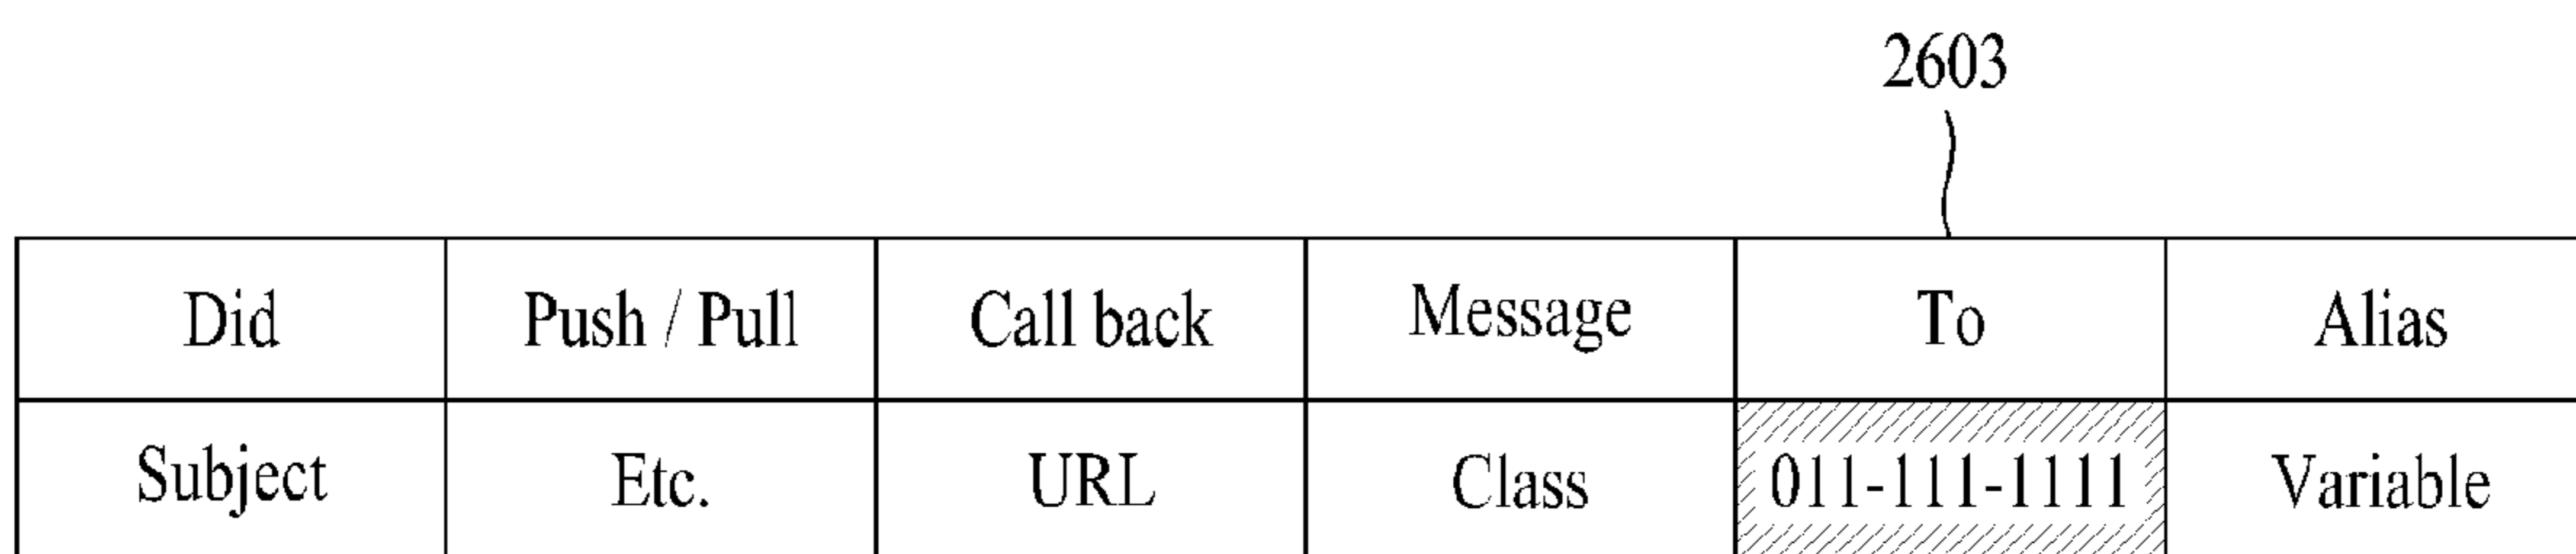 2603
Did Push / Pull Call back Message To Alias
Subject Etc. URL Class 011-111-1111 Variable